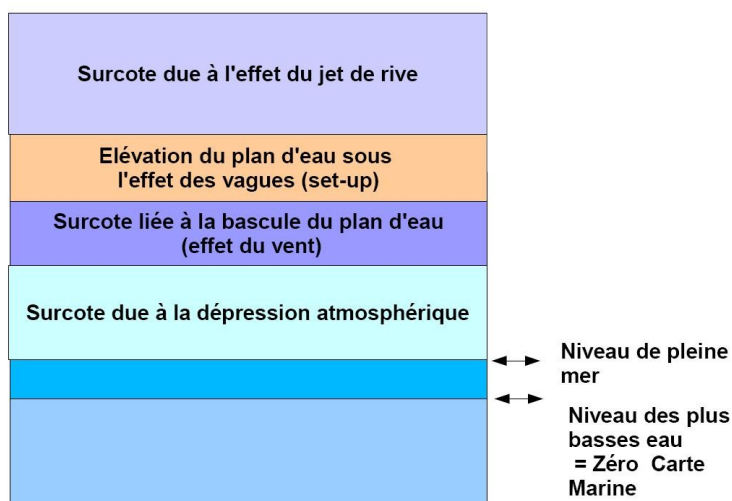 Surcote due à l'effet du jet de rive
Elévation du plan d'eau sous
l'effet des vagues (set-up)
Surcote liée à la bascule du plan d'eau
(effet du vent)
Surcote due à la dépression atmosphérique
Niveau de pleine
mer
Niveau des plus
basses eau
= Zéro Carte
Marine